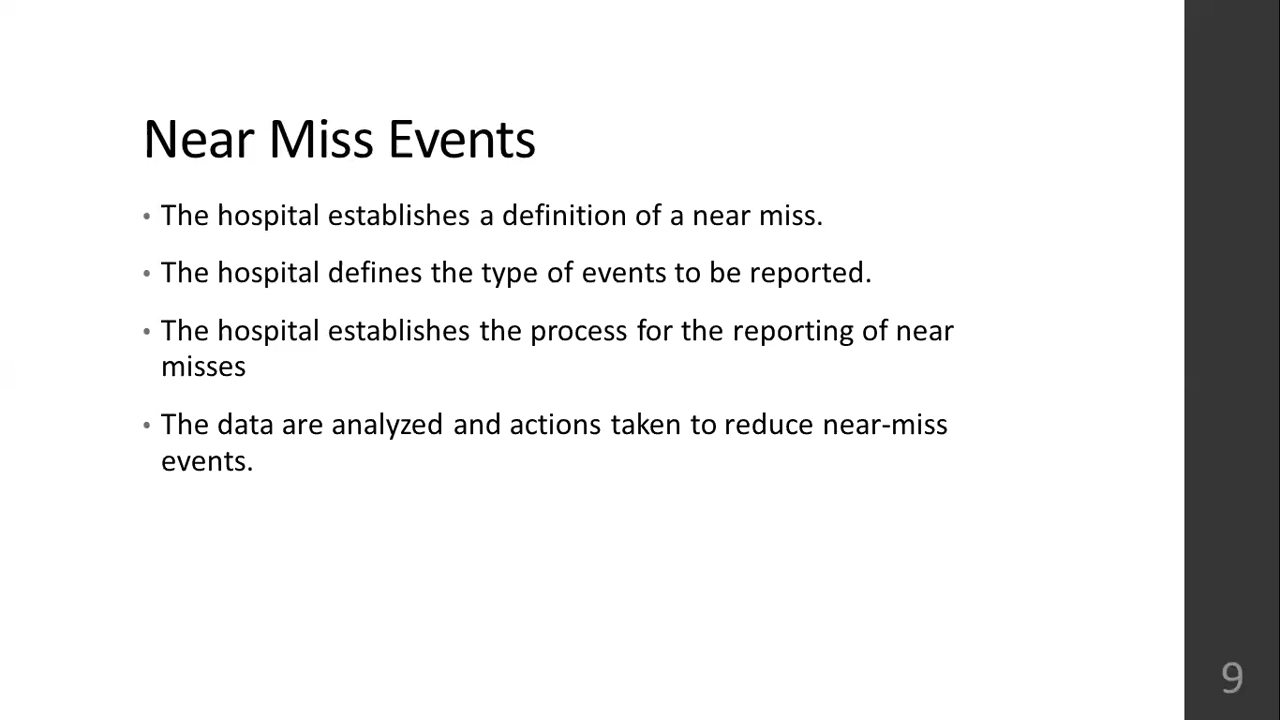 Near Miss Events
• The hospital establishes a definition of a near miss.
• The hospital defines the type of events to be reported.
• The hospital establishes the process for the reporting of near
misses
• The data are analyzed and actions taken to reduce near-miss
events.
9